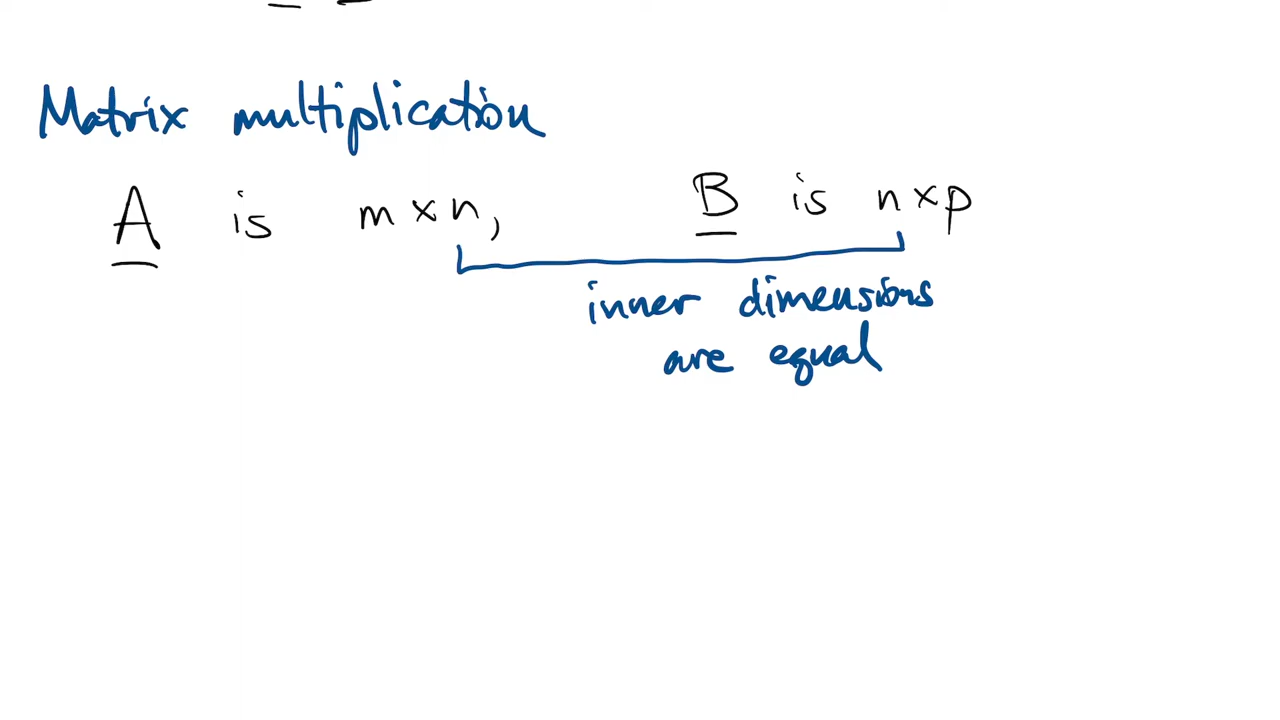 Matrix multiplication
A is m×n, B is n×p
inner dimensions
are equal